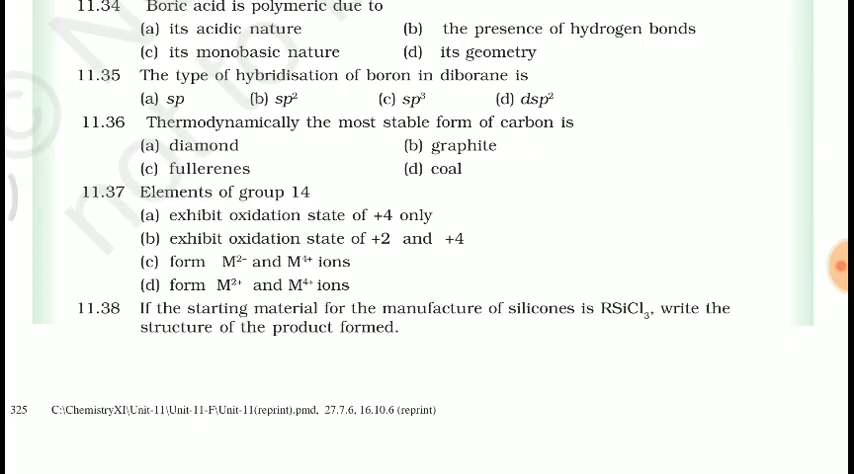 11.34 Boric acid is polymeric due to
(a) its acidic nature (b) the presence of hydrogen bonds
(c) its monobasic nature (d) its geometry
11.35 The type of hybridisation of boron in diborane is
(a) sp (b) sp² (c) sp³ (d) dsp²
11.36 Thermodynamically the most stable form of carbon is
(a) diamond (b) graphite
(c) fullerenes (d) coal
11.37 Elements of group 14
(a) exhibit oxidation state of +4 only
(b) exhibit oxidation state of +2 and +4
(c) form M²⁻ and M⁴⁺ ions
(d) form M²⁺ and M⁴⁺ ions
11.38 If the starting material for the manufacture of silicones is RSiCl₃, write the
structure of the product formed.
325 C:\ChemistryXI\Unit-11\Unit-11-F\Unit-11(reprint).pmd, 27.7.6, 16.10.6 (reprint)
© N
not to